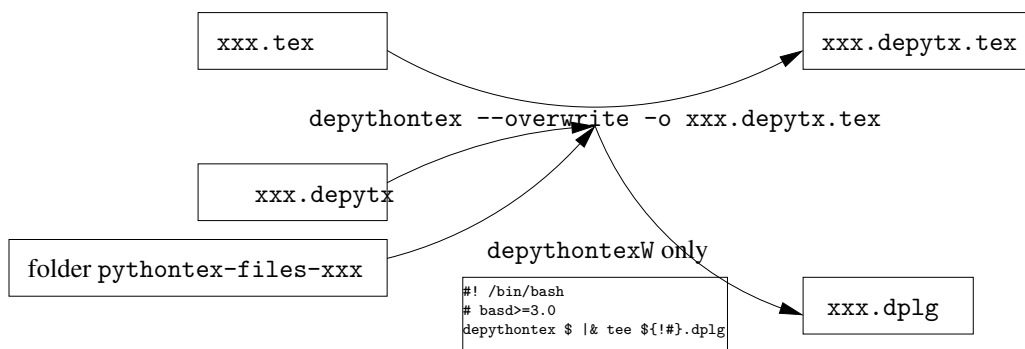 xxx.tex
xxx.depytx.tex
depythontex --overwrite -o xxx.depytx.tex
xxx.depytx
folder pythontex-files-xxx
depythontexW only
#! /bin/bash
# basd>=3.0
depythontex $ |& tee ${!#}.dplg
xxx.dplg